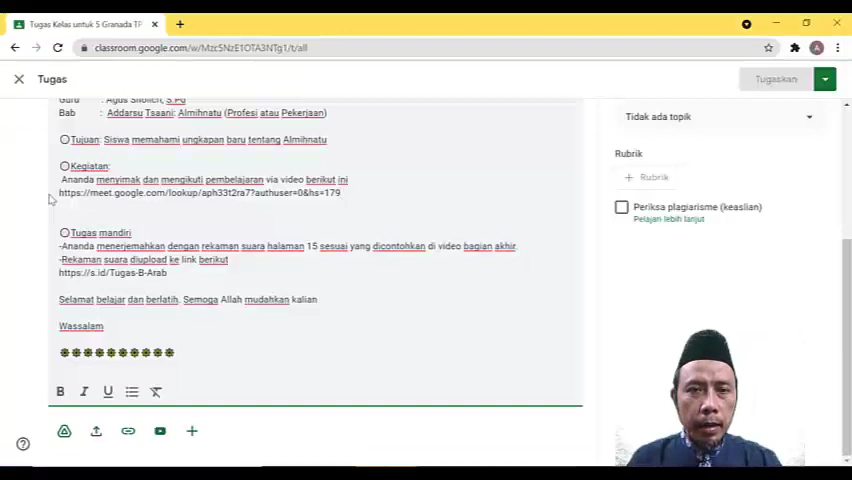 Tugas Kelas untuk 5 Granada TP
classroom.google.com/w/Mzc5NzE1OTA3NTg1/t/all
A
Tugas
Tugaskan
Guru : Agus Sholich, S.Pd
Bab : Addarsu Tsaani: Almihnatu (Profesi atau Pekerjaan)
Tujuan: Siswa memahami ungkapan baru tentang Almihnatu
Kegiatan:
Ananda menyimak dan mengikuti pembelajaran via video berikut ini
https://meet.google.com/lookup/aph33t2ra7?authuser=0&hs=179
Tugas mandiri
-Ananda menerjemahkan dengan rekaman suara halaman 15 sesuai yang dicontohkan di video bagian akhir.
-Rekaman suara diupload ke link berikut
https://s.id/Tugas-B-Arab
Selamat belajar dan berlatih. Semoga Allah mudahkan kalian
Wassalam
B I U
Tidak ada topik
Rubrik
+ Rubrik
Periksa plagiarisme (keaslian)
Pelajari lebih lanjut